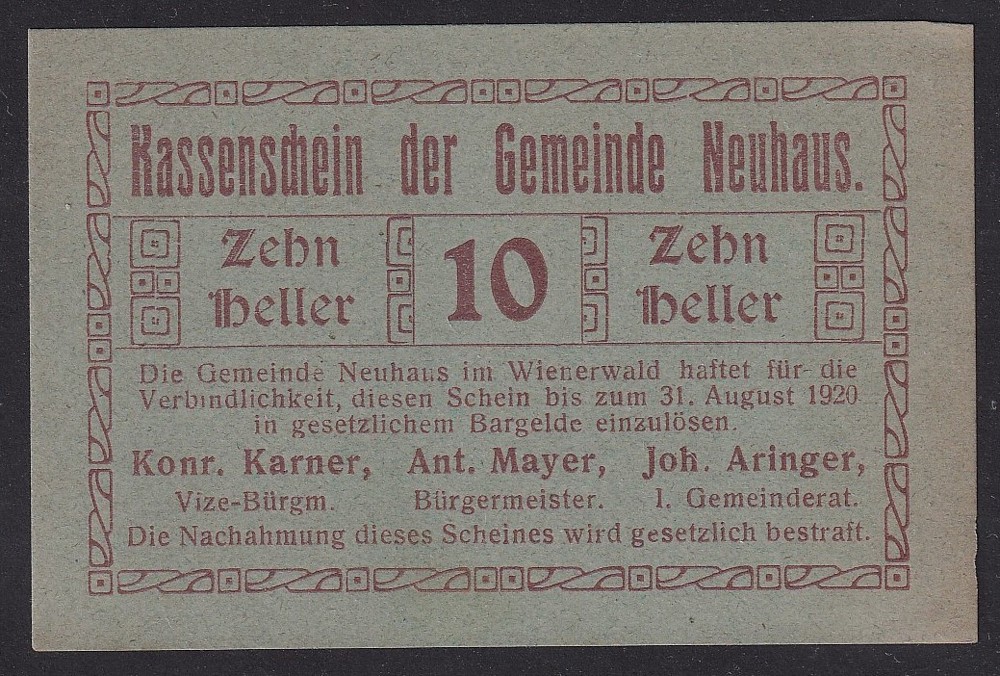 Kassenschein der Gemeinde Neuhaus.
Zehn Heller 10 Zehn Heller
Die Gemeinde Neuhaus im Wienerwald haftet für die
Verbindlichkeit, diesen Schein bis zum 31. August 1920
in gesetzlichem Bargelde einzulösen.
Konr. Karner, Ant. Mayer, Joh. Aringer,
Vize-Bürgm. Bürgermeister. I. Gemeinderat.
Die Nachahmung dieses Scheines wird gesetzlich bestraft.